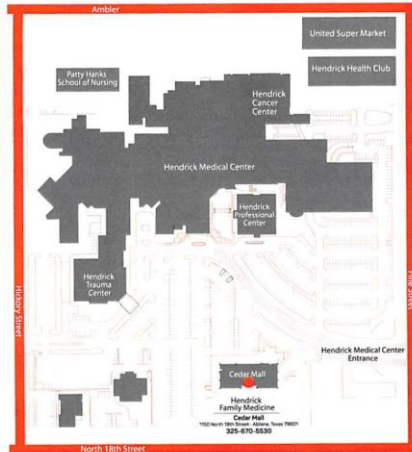 Ambler
United Super Market
Hendrick Health Club
Patty Hanks
School of Nursing
Hendrick
Cancer
Center
Hendrick Medical Center
Hendrick
Professional
Center
Hendrick
Trauma
Center
Hickory Street
Pine Street
Hendrick Medical Center
Entrance
Cedar Mall
Hendrick
Family Medicine
Cedar Mall
1150 North 18th Street - Abilene, Texas 79601
325-670-5530
North 18th Street